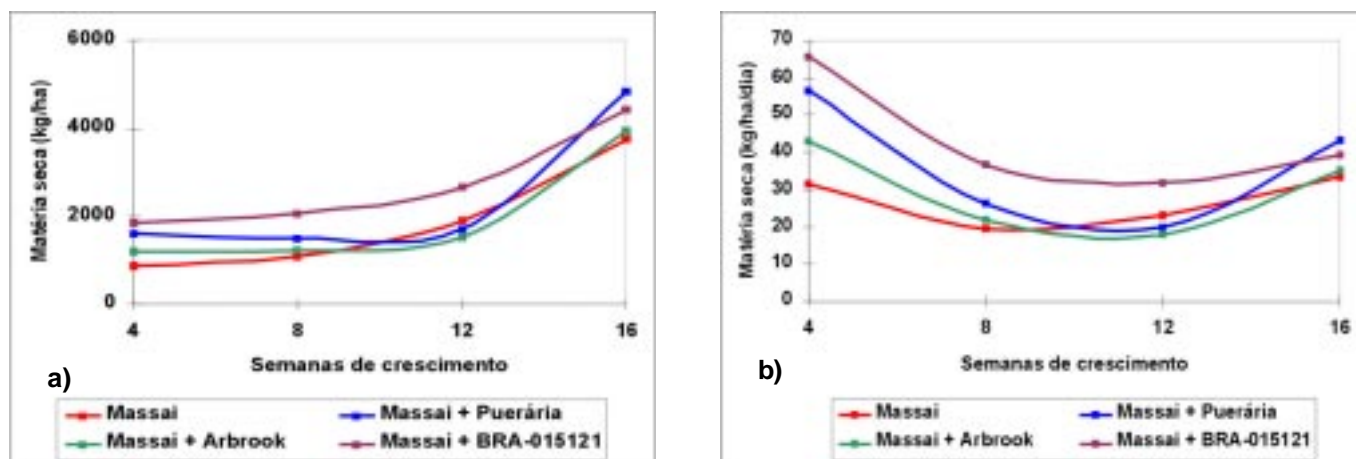 Matéria seca (kg/ha)
6000
4000
2000
0
4 8 12 16
Semanas de crescimento
a)
Massai
Massai + Puerária
Massai + Arbrook
Massai + BRA-015121
Matéria seca (kg/ha/dia)
70
60
50
40
30
20
10
0
4 8 12 16
Semanas de crescimento
b)
Massai
Massai + Puerária
Massai + Arbrook
Massai + BRA-015121